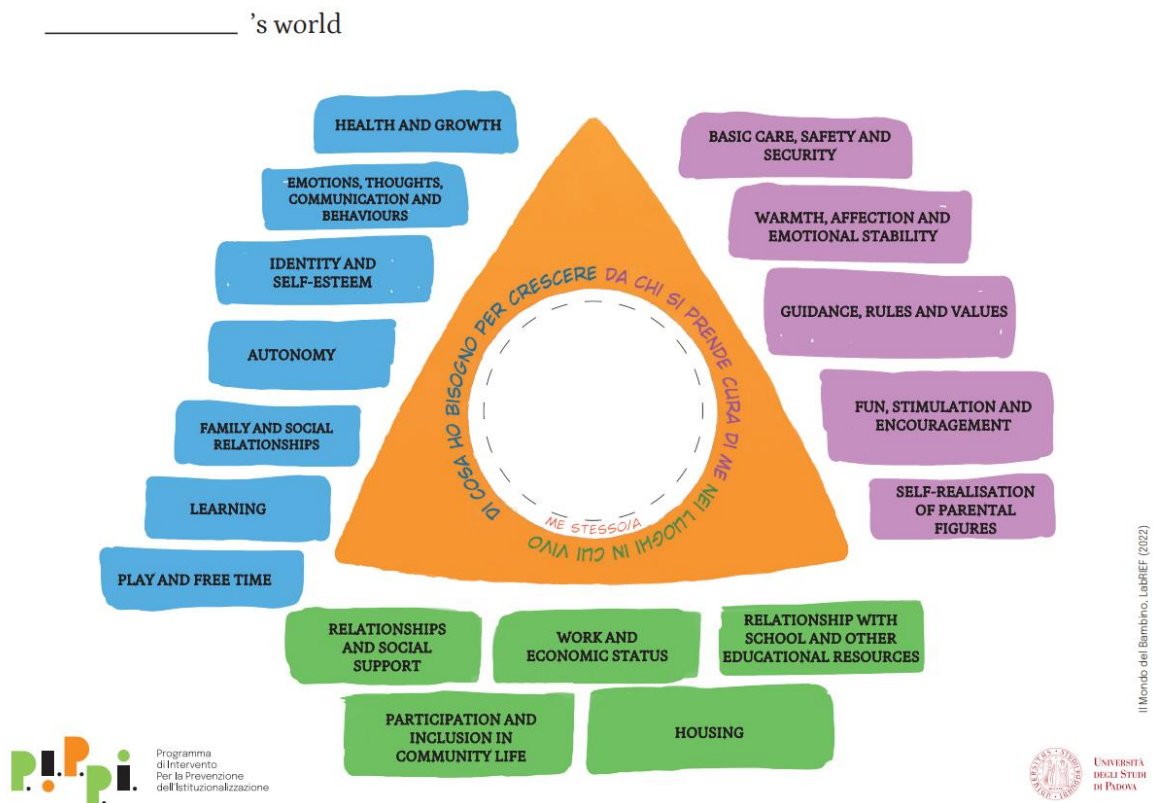 __________ 's world
HEALTH AND GROWTH
EMOTIONS, THOUGHTS,
COMMUNICATION AND
BEHAVIOURS
IDENTITY AND
SELF-ESTEEM
AUTONOMY
FAMILY AND SOCIAL
RELATIONSHIPS
LEARNING
PLAY AND FREE TIME
BASIC CARE, SAFETY AND
SECURITY
WARMTH, AFFECTION AND
EMOTIONAL STABILITY
GUIDANCE, RULES AND VALUES
FUN, STIMULATION AND
ENCOURAGEMENT
SELF-REALISATION
OF PARENTAL
FIGURES
DI COSA HO BISOGNO PER CRESCERE
DA CHI SI PRENDE CURA DI ME
NEI LUOGHI IN CUI VIVO
ME STESSO/A
RELATIONSHIPS
AND SOCIAL
SUPPORT
WORK AND
ECONOMIC STATUS
RELATIONSHIP WITH
SCHOOL AND OTHER
EDUCATIONAL RESOURCES
PARTICIPATION AND
INCLUSION IN
COMMUNITY LIFE
HOUSING
Il Mondo del Bambino, LabRIEF (2022)
P.I.P.P.I.
Programma
di Intervento
Per la Prevenzione
dell'Istituzionalizzazione
UNIVERSITÀ
DEGLI STUDI
DI PADOVA